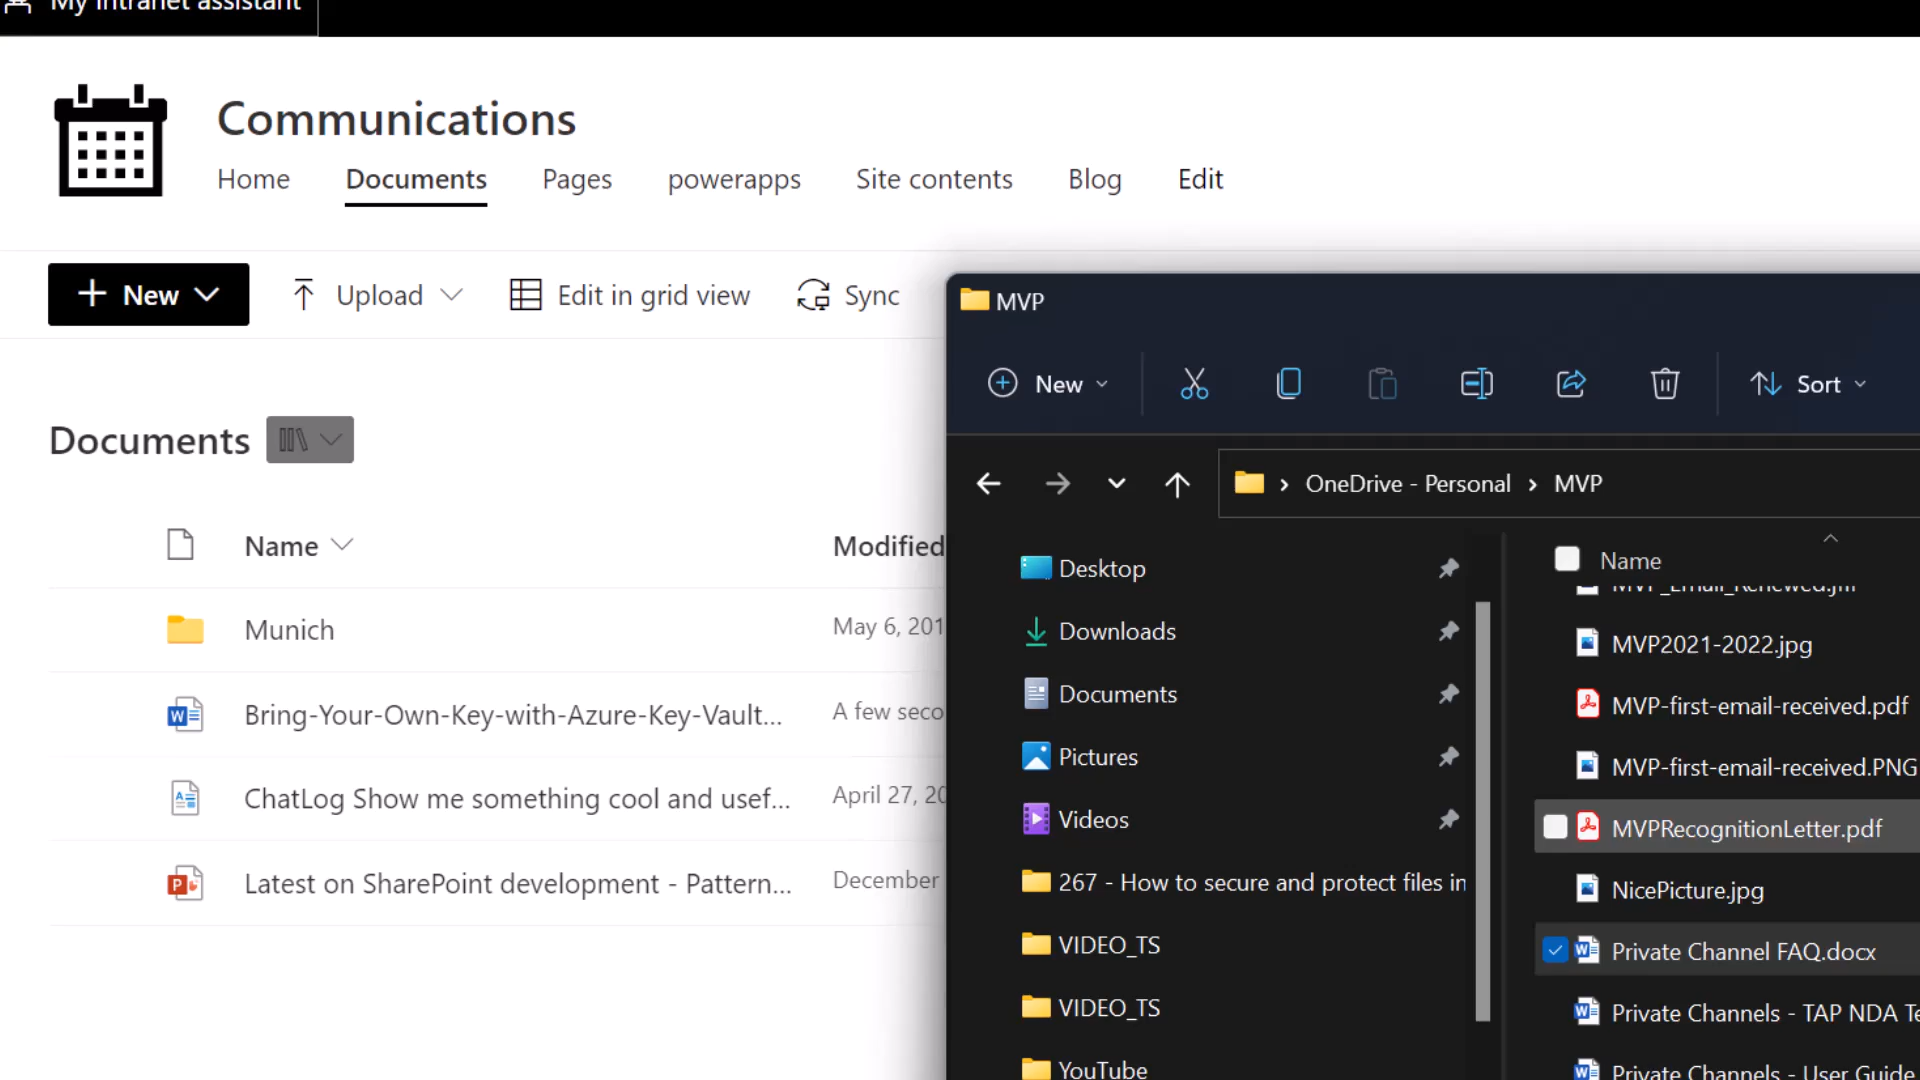 My intranet assistant
Communications
Home Documents Pages powerapps Site contents Blog Edit
New Upload Edit in grid view Sync
Documents
Name Modified
Munich May 6, 201
Bring-Your-Own-Key-with-Azure-Key-Vault... A few seco
ChatLog Show me something cool and usef... April 27, 20
Latest on SharePoint development - Pattern... December
MVP
New Sort
OneDrive - Personal MVP
Desktop
Downloads
Documents
Pictures
Videos
267 - How to secure and protect files in
VIDEO_TS
VIDEO_TS
YouTube
Name
MVP_Email_Renewed.jfif
MVP2021-2022.jpg
MVP-first-email-received.pdf
MVP-first-email-received.PNG
MVPRecognitionLetter.pdf
NicePicture.jpg
Private Channel FAQ.docx
Private Channels - TAP NDA Te
Private Channels - User Guide